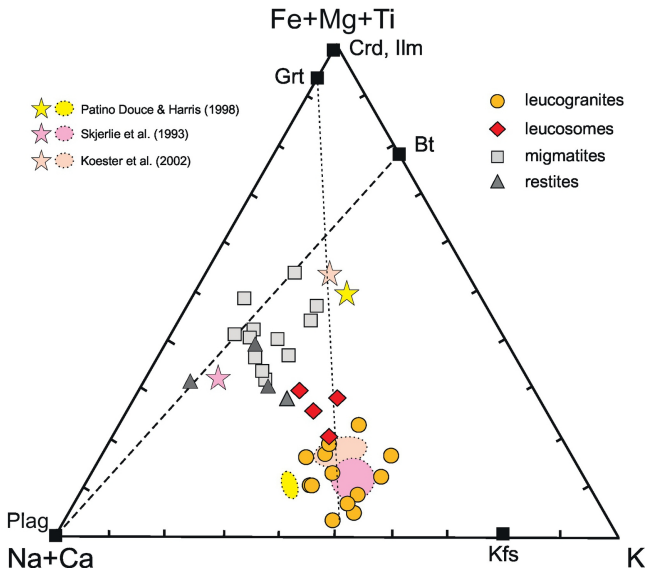 Fe+Mg+Ti
Crd, Ilm
Grt
Patino Douce & Harris (1998)
Skjerlie et al. (1993)
Koester et al. (2002)
leucogranites
leucosomes
migmatites
restites
Bt
Plag
Na+Ca
Kfs
K